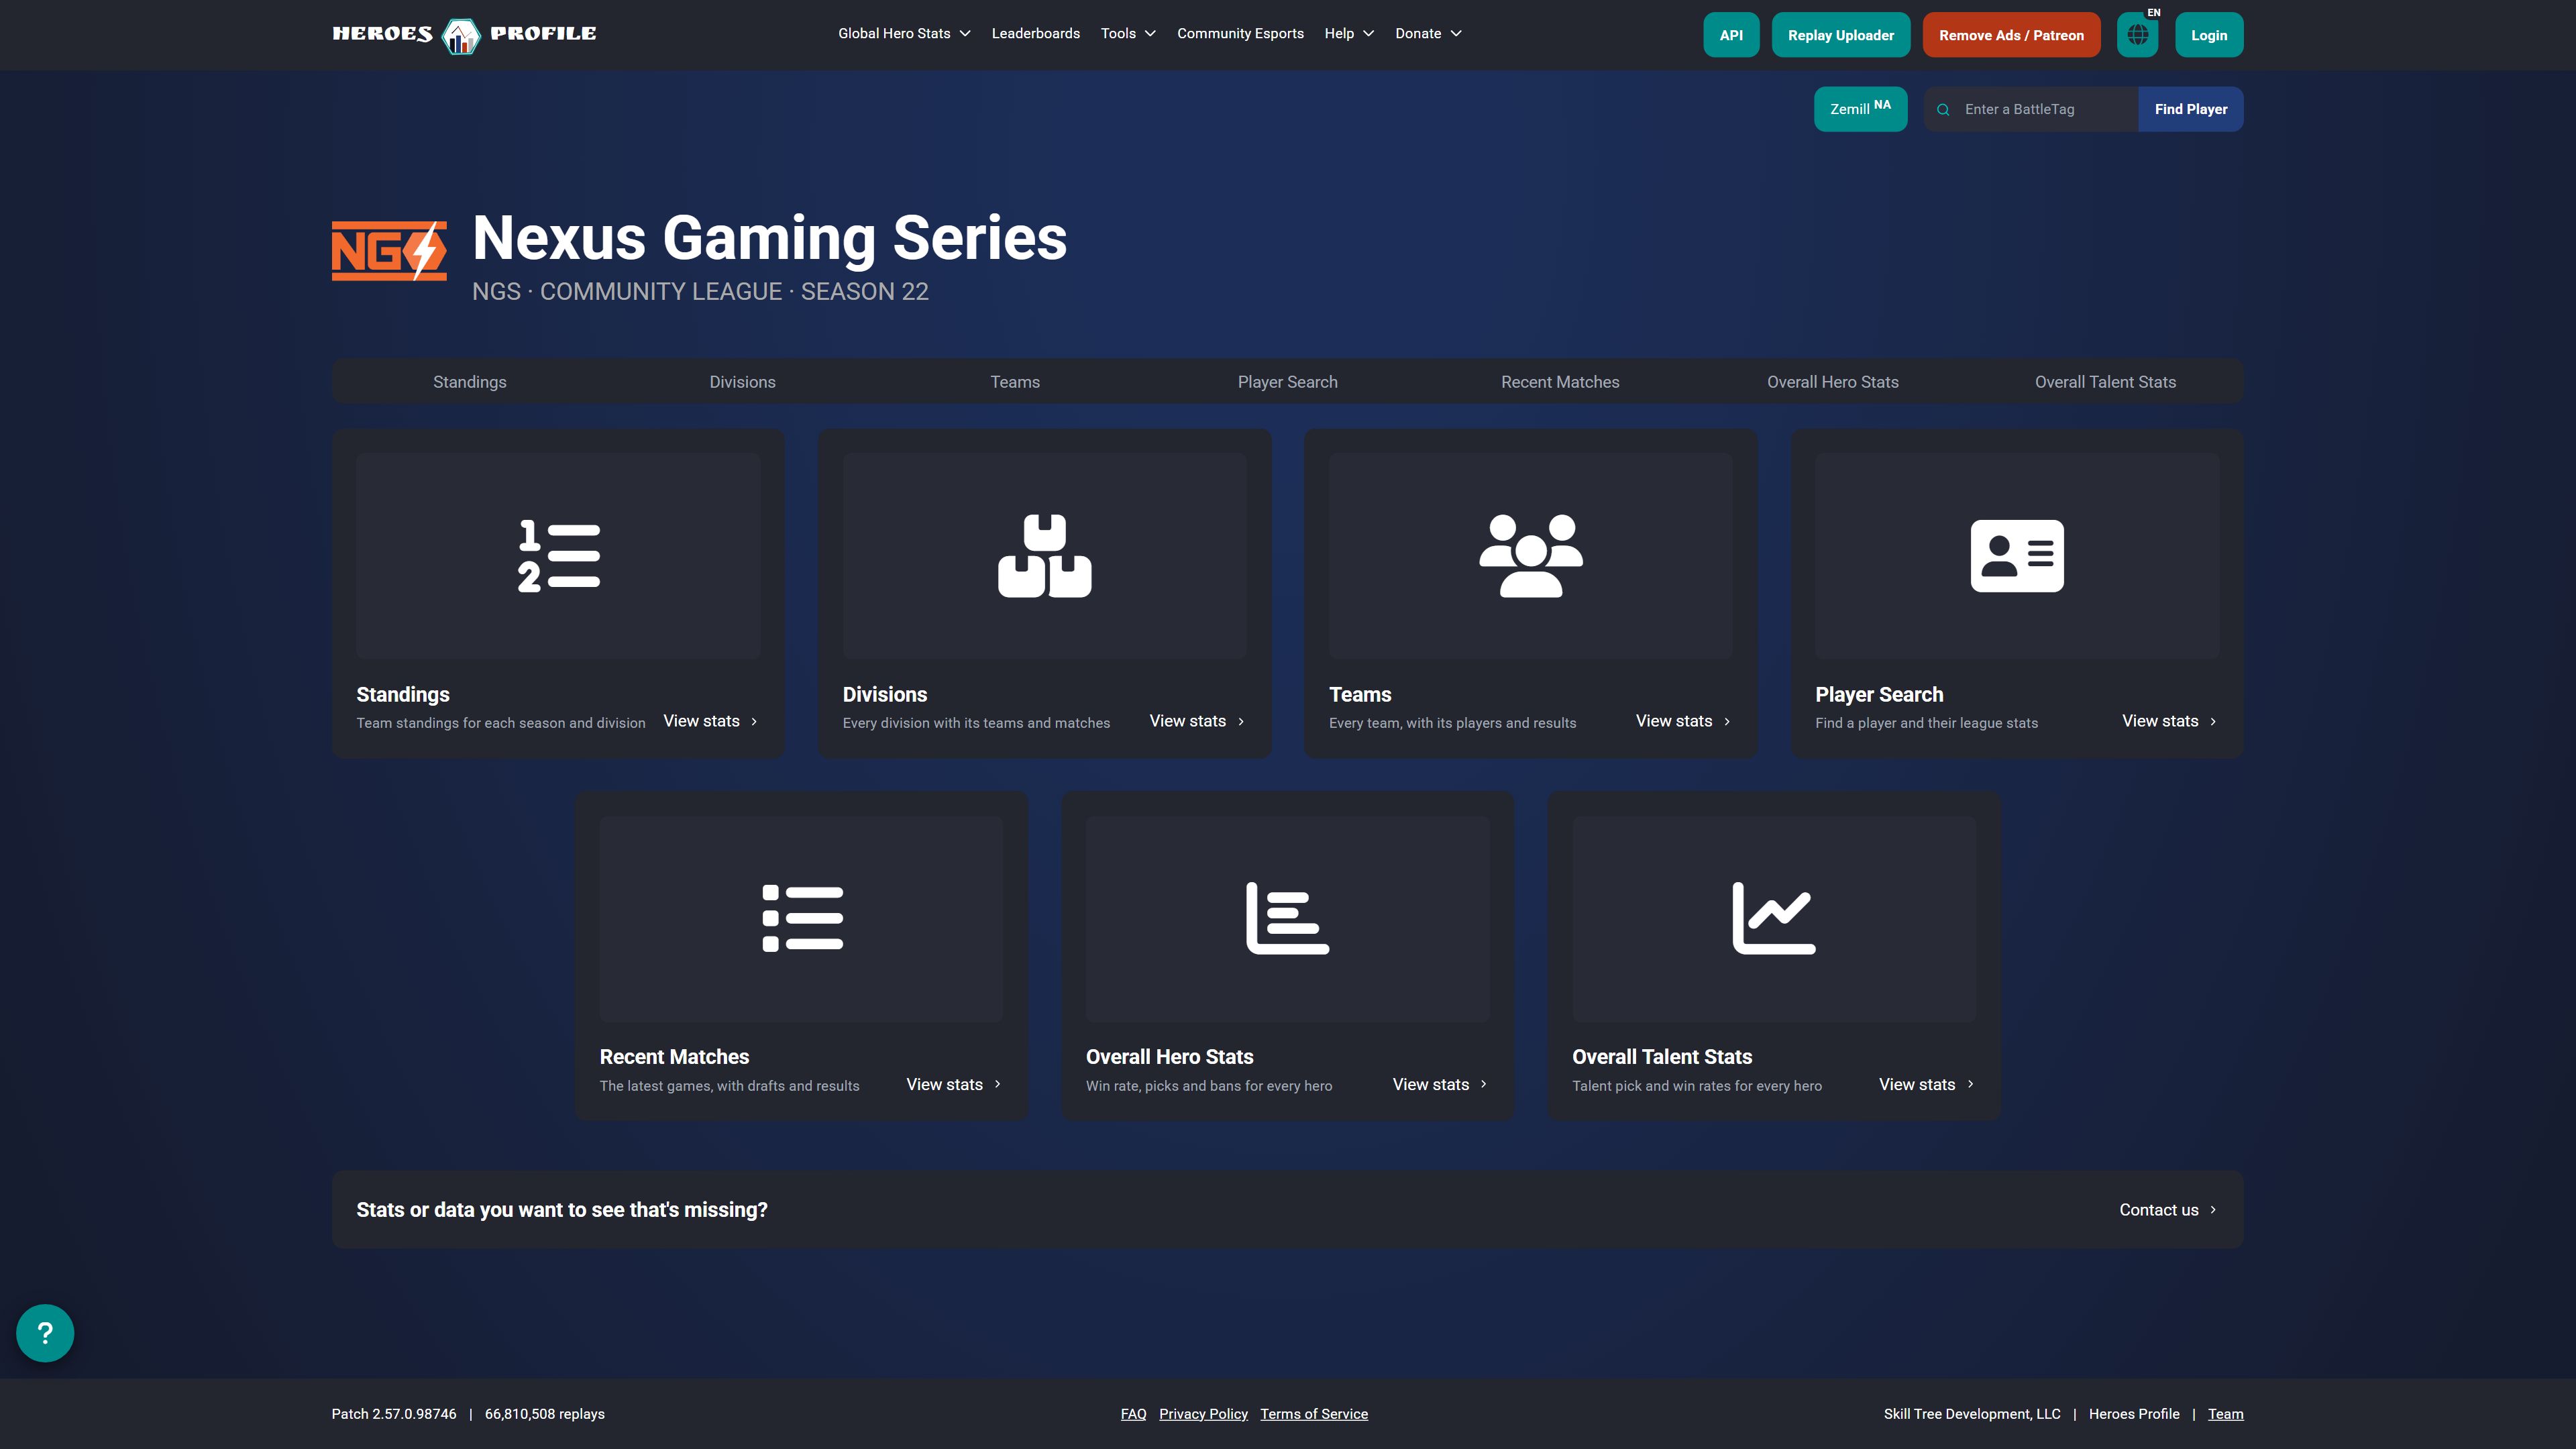 HEROES PROFILE
Global Hero Stats Leaderboards Tools Community Esports Help Donate
API Replay Uploader Remove Ads / Patreon EN Login
Zemill NA Enter a BattleTag Find Player
NG
Nexus Gaming Series
NGS · COMMUNITY LEAGUE · SEASON 22
Standings Divisions Teams Player Search Recent Matches Overall Hero Stats Overall Talent Stats
1
2
Standings
Team standings for each season and division View stats
Divisions
Every division with its teams and matches View stats
Teams
Every team, with its players and results View stats
Player Search
Find a player and their league stats View stats
Recent Matches
The latest games, with drafts and results View stats
Overall Hero Stats
Win rate, picks and bans for every hero View stats
Overall Talent Stats
Talent pick and win rates for every hero View stats
Stats or data you want to see that's missing? Contact us
?
Patch 2.57.0.98746 | 66,810,508 replays FAQ Privacy Policy Terms of Service Skill Tree Development, LLC | Heroes Profile | Team